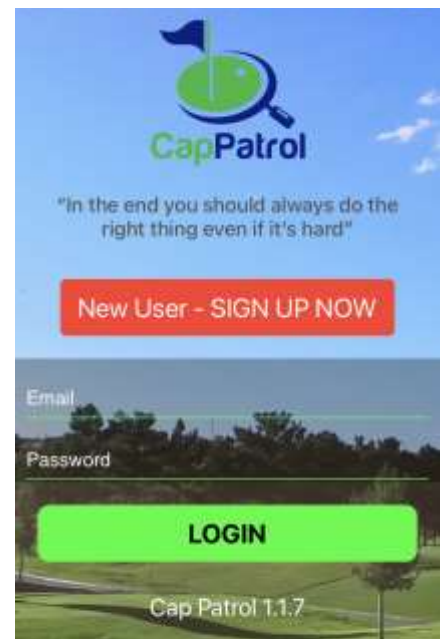 CapPatrol
"In the end you should always do the
right thing even if it's hard"
New User - SIGN UP NOW
Email
Password
LOGIN
Cap Patrol 1.1.7